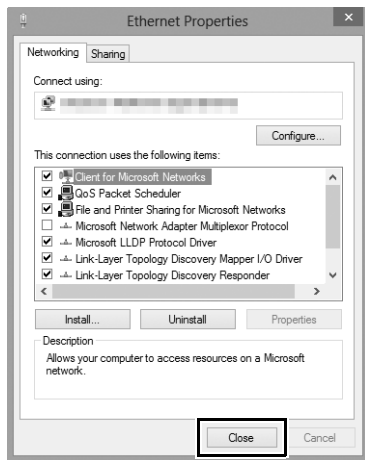 Ethernet Properties
Networking
Sharing
Connect using:
Configure...
This connection uses the following items:
Client for Microsoft Networks
QoS Packet Scheduler
File and Printer Sharing for Microsoft Networks
Microsoft Network Adapter Multiplexor Protocol
Microsoft LLDP Protocol Driver
Link-Layer Topology Discovery Mapper I/O Driver
Link-Layer Topology Discovery Responder
Install...
Uninstall
Properties
Description
Allows your computer to access resources on a Microsoft
network.
Close
Cancel